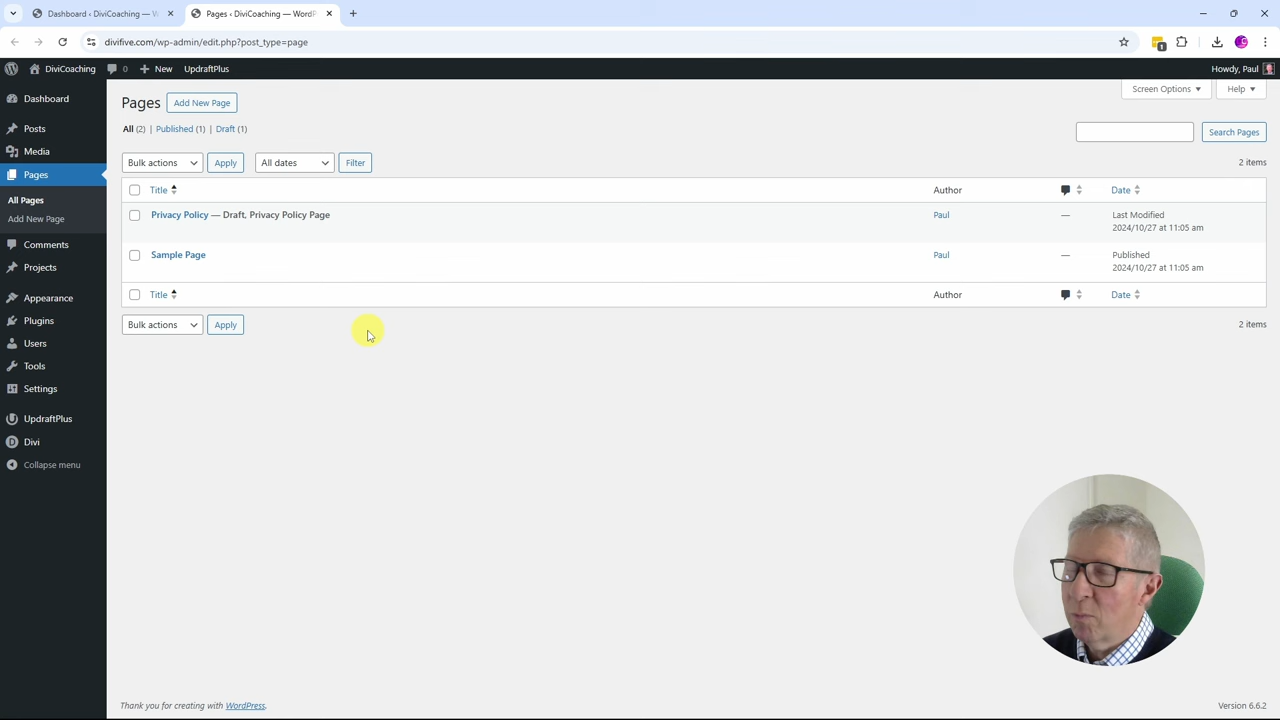 Dashboard ‹ DiviCoaching — W
Pages ‹ DiviCoaching — WordP
divifive.com/wp-admin/edit.php?post_type=page
1
DiviCoaching 0 New UpdraftPlus Howdy, Paul
Screen Options Help
Dashboard
Posts
Media
Pages
All Pages
Add New Page
Comments
Projects
Appearance
Plugins
Users
Tools
Settings
UpdraftPlus
Divi
Collapse menu
Pages Add New Page
All (2) | Published (1) | Draft (1)
Search Pages
Bulk actions Apply All dates Filter 2 items
Title Author Date
Privacy Policy — Draft, Privacy Policy Page Paul — Last Modified
2024/10/27 at 11:05 am
Sample Page Paul — Published
2024/10/27 at 11:05 am
Title Author Date
Bulk actions Apply 2 items
Thank you for creating with WordPress. Version 6.6.2